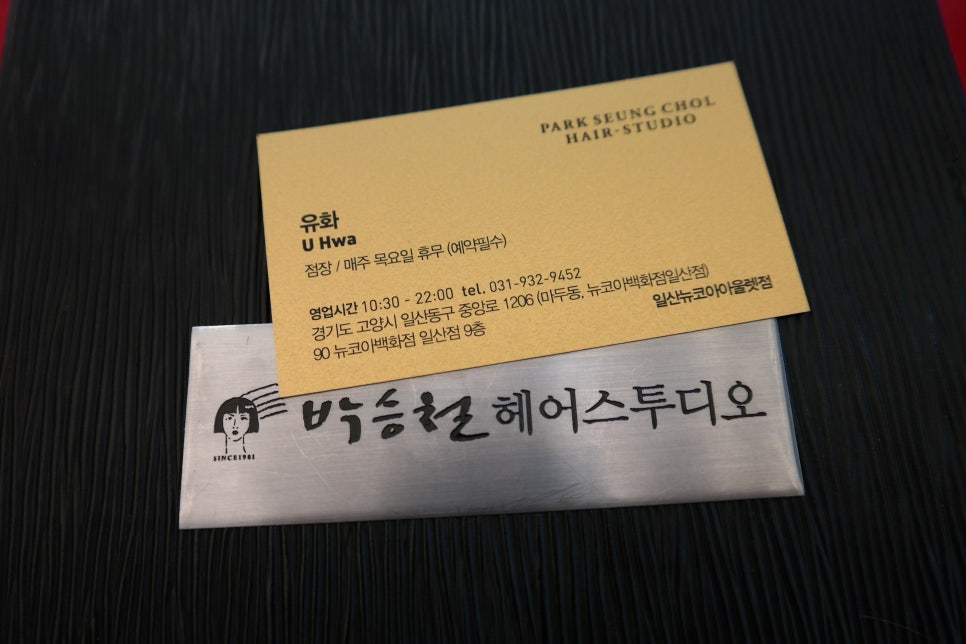 PARK SEUNG CHOL
HAIR-STUDIO
유화
U Hwa
점장 / 매주 목요일 휴무 (예약필수)
영업시간 10:30 - 22:00 tel. 031-932-9452
경기도 고양시 일산동구 중앙로 1206 (마두동, 뉴코아백화점일산점)
90 뉴코아백화점 일산점 9층
일산뉴코아아울렛점
박승철 헤어스투디오
SINCE1981